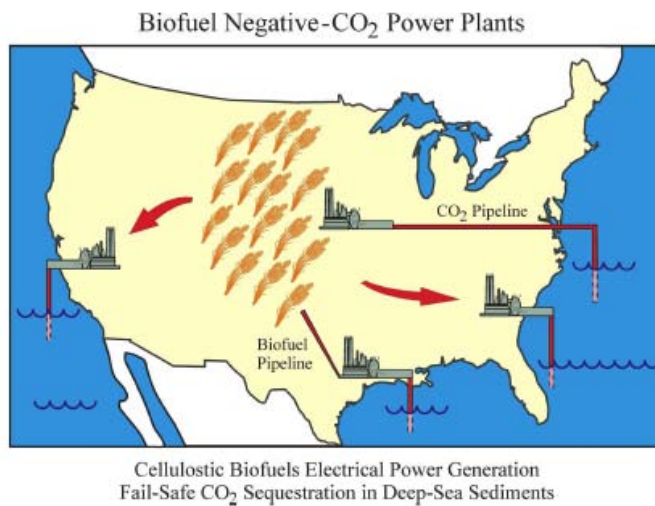 Biofuel Negative-CO₂ Power Plants
CO₂ Pipeline
Biofuel
Pipeline
Cellulostic Biofuels Electrical Power Generation
Fail-Safe CO₂ Sequestration in Deep-Sea Sediments